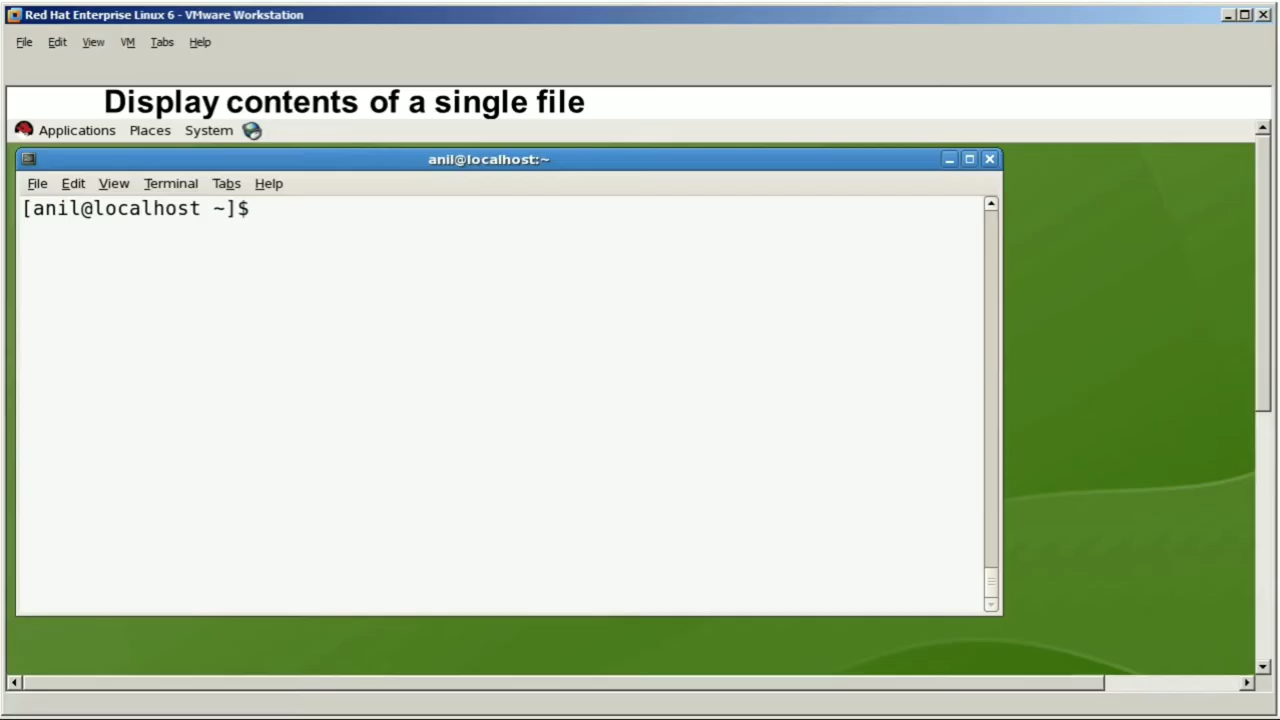 Red Hat Enterprise Linux 6 - VMware Workstation
File Edit View VM Tabs Help
Display contents of a single file
Applications Places System
anil@localhost:~
File Edit View Terminal Tabs Help
[anil@localhost ~]$